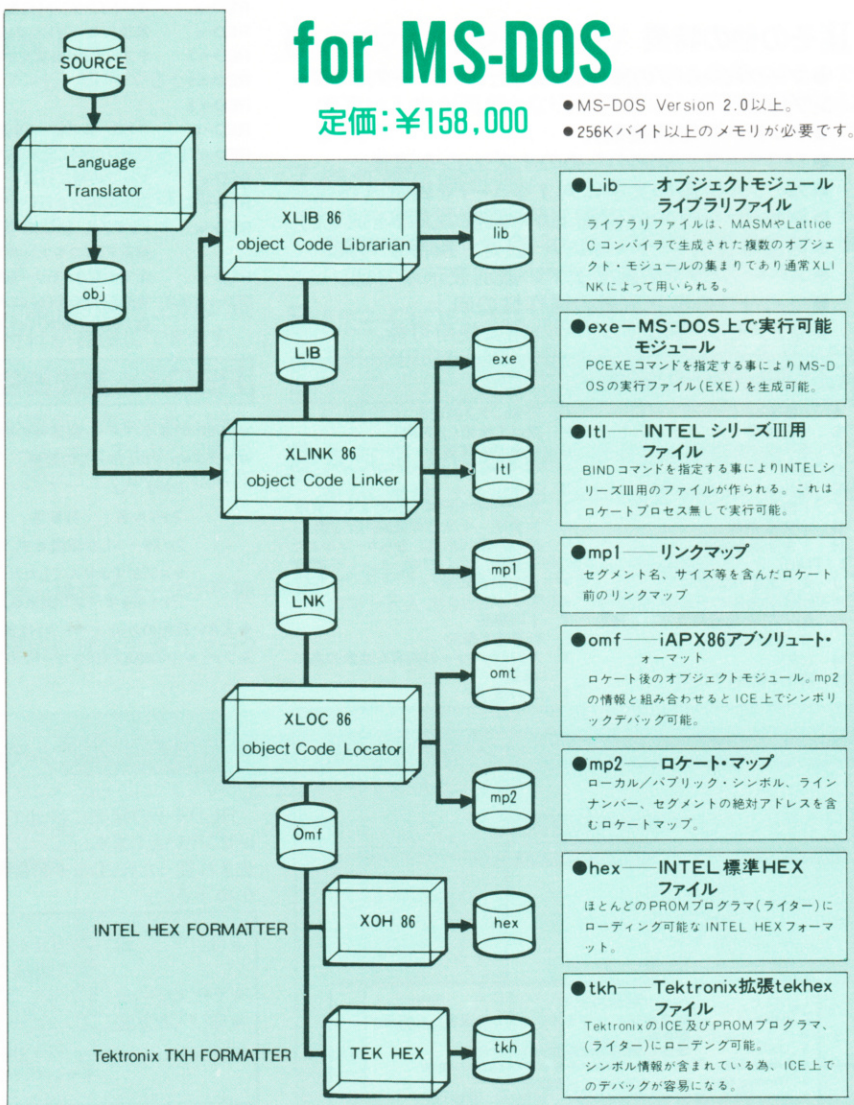 for MS-DOS
定価:¥158,000
●MS-DOS Version 2.0以上。
●256Kバイト以上のメモリが必要です。
SOURCE
Language
Translator
obj
XLIB 86
object Code Librarian
lib
LIB
XLINK 86
object Code Linker
exe
ltl
mp1
LNK
XLOC 86
object Code Locator
omt
mp2
Omf
INTEL HEX FORMATTER
XOH 86
hex
Tektronix TKH FORMATTER
TEK HEX
tkh
●Lib──オブジェクトモジュール
ライブラリファイル
ライブラリファイルは、MASMやLattice
Cコンパイラで生成された複数のオブジェ
クト・モジュールの集まりであり通常XLI
NKによって用いられる。
●exe─MS-DOS上で実行可能
モジュール
PCEXEコマンドを指定する事によりMS-D
OSの実行ファイル(EXE)を生成可能。
●ltl──INTEL シリーズIII用
ファイル
BINDコマンドを指定する事によりINTELシ
リーズIII用のファイルが作られる。これは
ロケートプロセス無しで実行可能。
●mp1──リンクマップ
セグメント名、サイズ等を含んだロケート
前のリンクマップ
●omf──iAPX86アブソリュート・
ォーマット
ロケート後のオブジェクトモジュール。mp2
の情報と組み合わせるとICE上でシンボリ
ックデバッグ可能。
●mp2──ロケート・マップ
ローカル/パブリック・シンボル、ライン
ナンバー、セグメントの絶対アドレスを含
むロケートマップ。
●hex──INTEL標準HEX
ファイル
ほとんどのPROMプログラマ(ライター)に
ローディング可能なINTEL HEXフォーマ
ット。
●tkh──Tektronix拡張tekhex
ファイル
TektronixのICE及びPROMプログラマ、
(ライター)にローデング可能。
シンボル情報が含まれている為、ICE上で
のデバッグが容易になる。